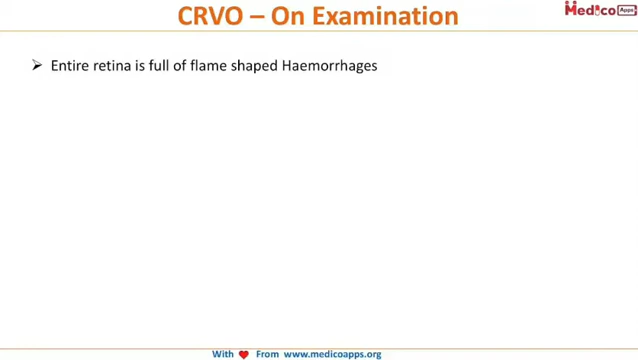 CRVO – On Examination
Medico Apps
➢ Entire retina is full of flame shaped Haemorrhages
With ❤ From www.medicoapps.org